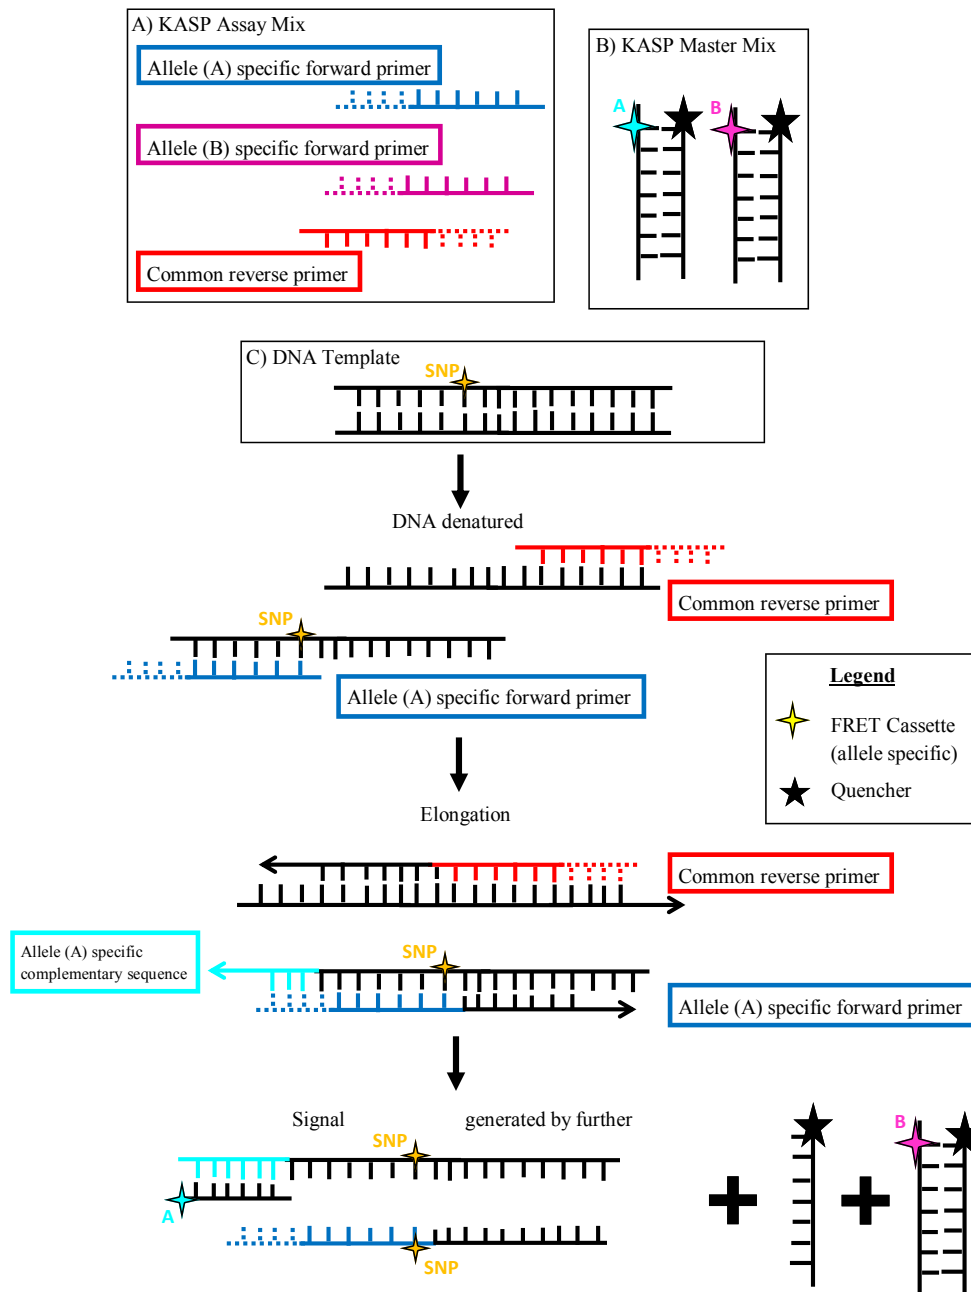 A) KASP Assay Mix
Allele (A) specific forward primer
Allele (B) specific forward primer
Common reverse primer
B) KASP Master Mix
A
B
C) DNA Template
SNP
DNA denatured
Common reverse primer
SNP
Allele (A) specific forward primer
Legend
FRET Cassette
(allele specific)
Quencher
Elongation
Common reverse primer
Allele (A) specific
complementary sequence
SNP
Allele (A) specific forward primer
Signal generated by further
SNP
A
SNP
B